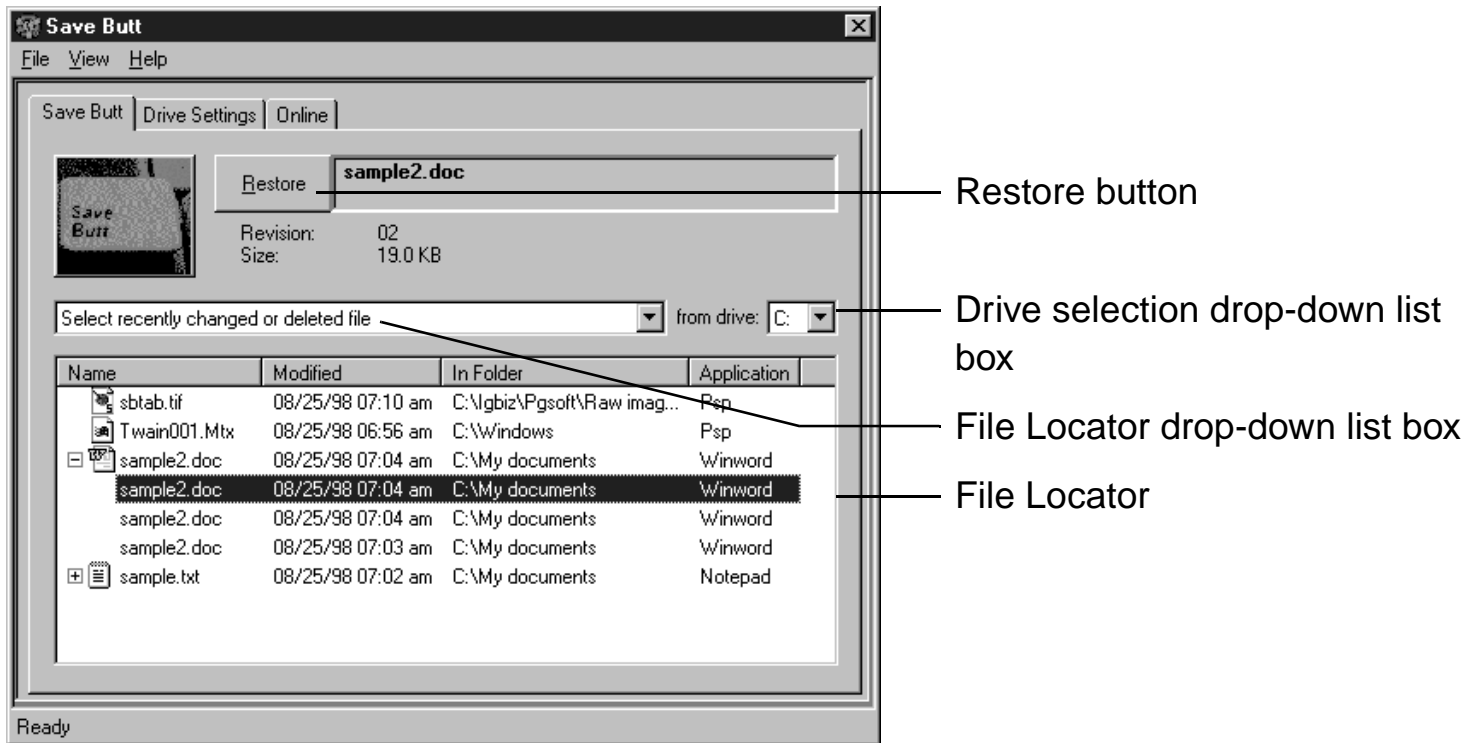 Save Butt
File View Help
Save Butt Drive Settings Online
Restore sample2.doc
Save
Butt
Revision: 02
Size: 19.0 KB
Select recently changed or deleted file from drive: C:
Name Modified In Folder Application
sbtab.tif 08/25/98 07:10 am C:\Igbiz\Pgsoft\Raw imag... Psp
Twain001.Mtx 08/25/98 06:56 am C:\Windows Psp
sample2.doc 08/25/98 07:04 am C:\My documents Winword
sample2.doc 08/25/98 07:04 am C:\My documents Winword
sample2.doc 08/25/98 07:04 am C:\My documents Winword
sample2.doc 08/25/98 07:03 am C:\My documents Winword
sample.txt 08/25/98 07:02 am C:\My documents Notepad
Ready
Restore button
Drive selection drop-down list
box
File Locator drop-down list box
File Locator